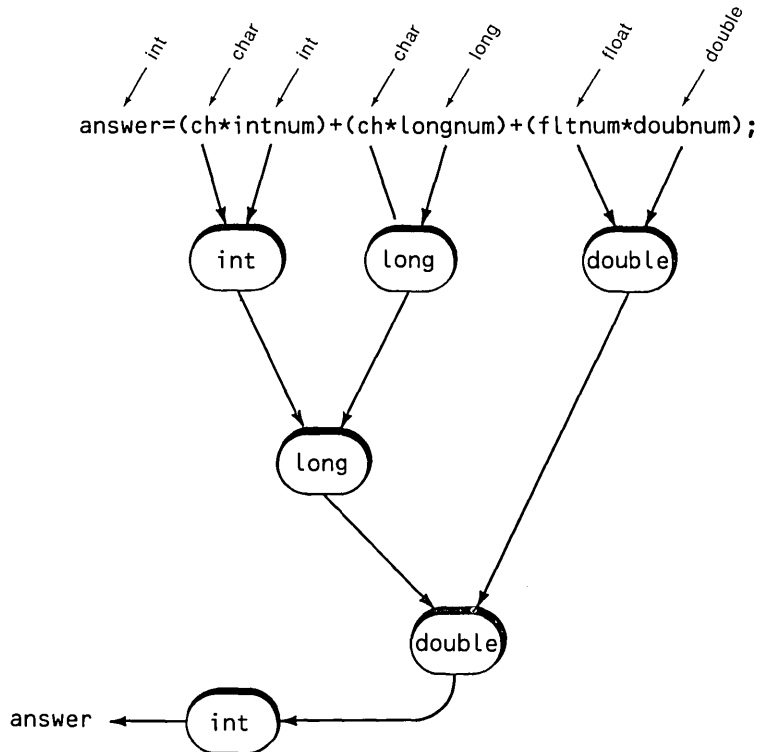 int char int char long float double
answer=(ch*intnum)+(ch*longnum)+(fltnum*doubnum);
int long double
long
double
answer int